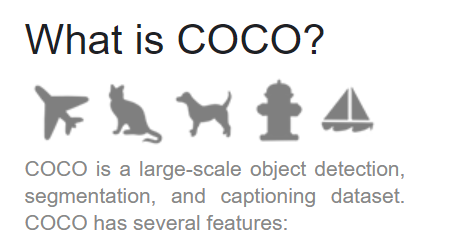 What is COCO?
COCO is a large-scale object detection,
segmentation, and captioning dataset.
COCO has several features: